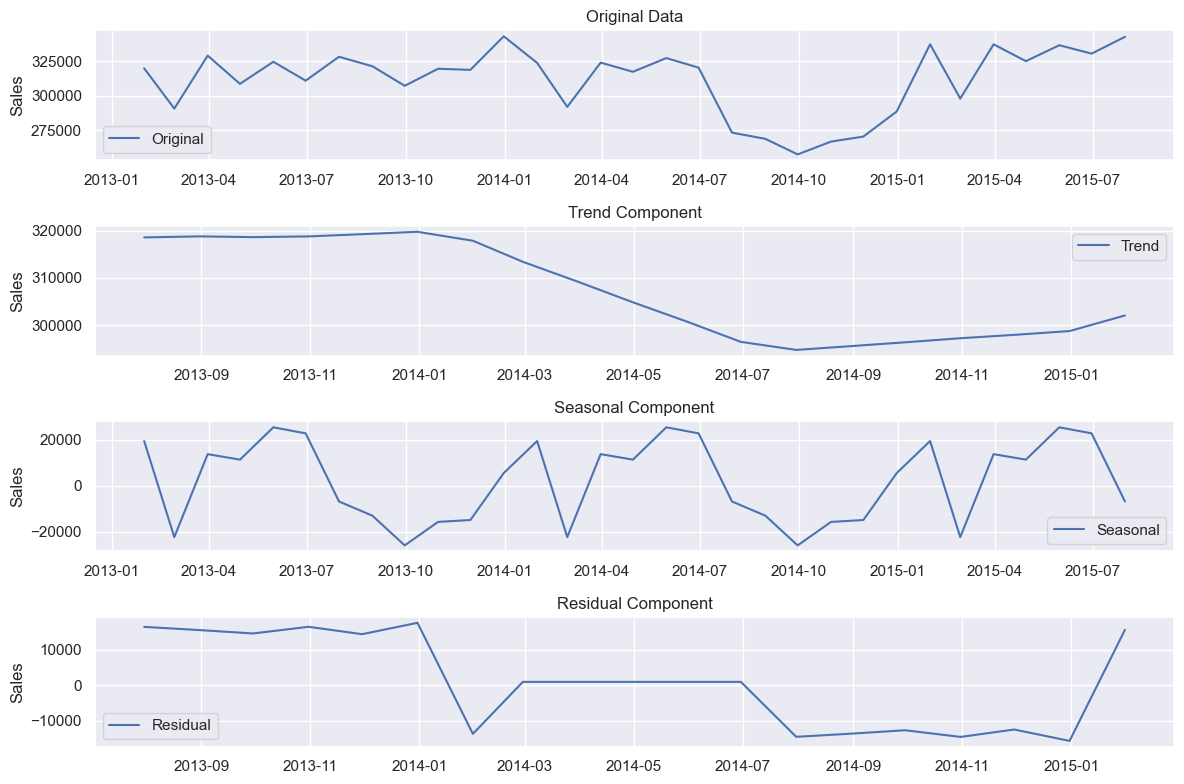 Original Data
Sales
325000
300000
275000
Original
2013-01 2013-04 2013-07 2013-10 2014-01 2014-04 2014-07 2014-10 2015-01 2015-04 2015-07
Trend Component
Sales
320000
310000
300000
Trend
2013-09 2013-11 2014-01 2014-03 2014-05 2014-07 2014-09 2014-11 2015-01
Seasonal Component
Sales
20000
0
−20000
Seasonal
2013-01 2013-04 2013-07 2013-10 2014-01 2014-04 2014-07 2014-10 2015-01 2015-04 2015-07
Residual Component
Sales
10000
0
−10000
Residual
2013-09 2013-11 2014-01 2014-03 2014-05 2014-07 2014-09 2014-11 2015-01